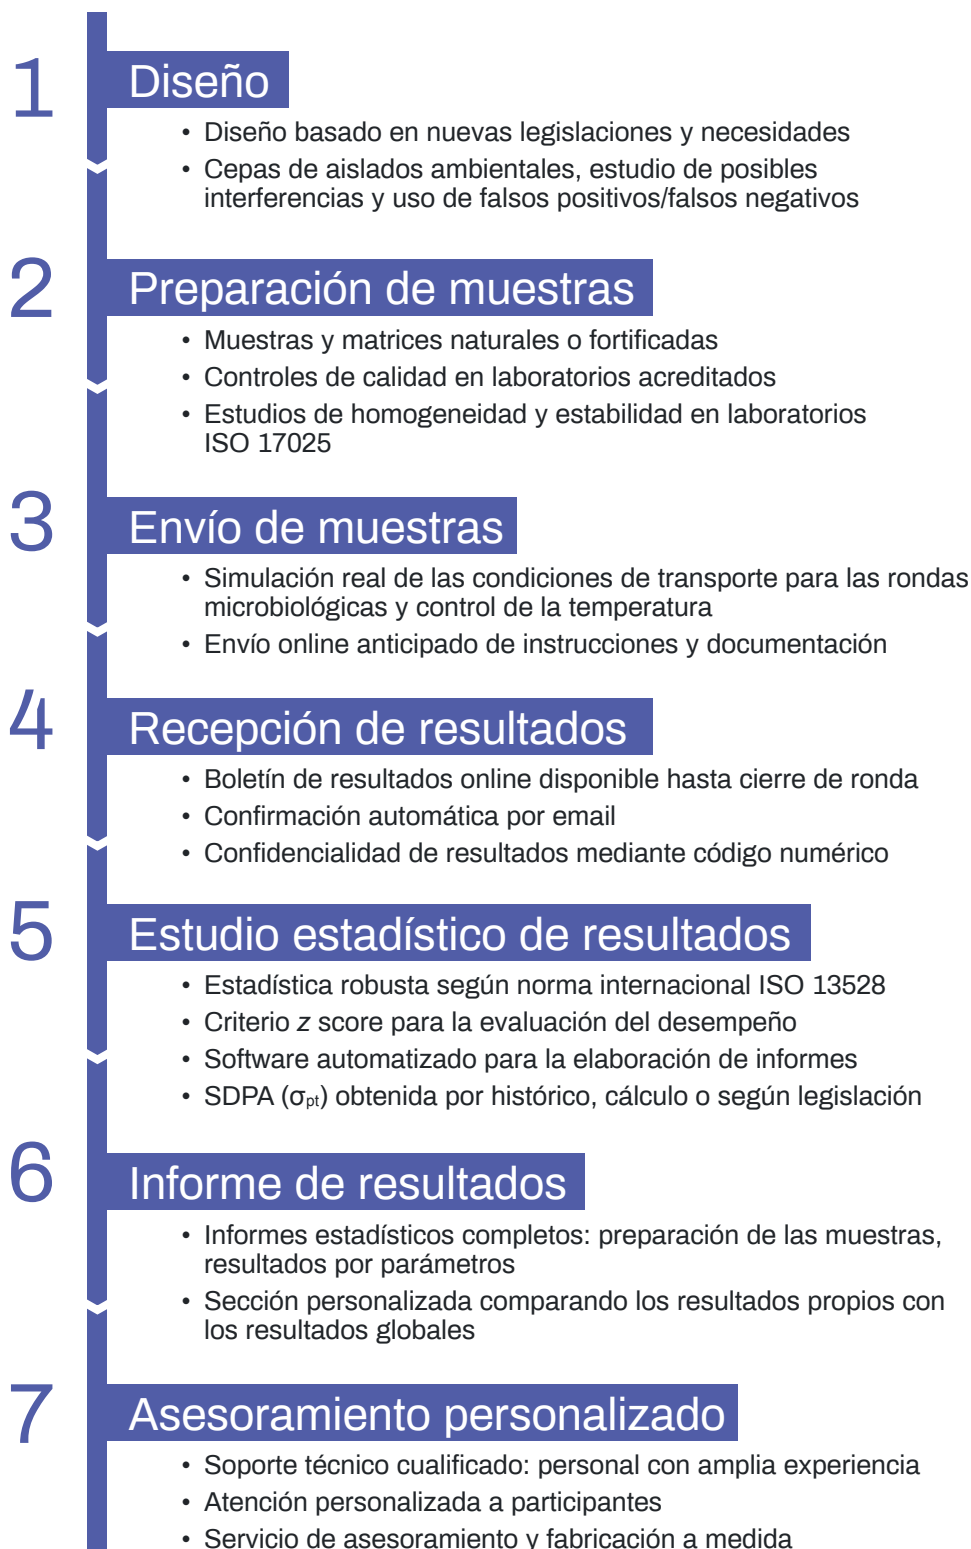 1
Diseño
• Diseño basado en nuevas legislaciones y necesidades
• Cepas de aislados ambientales, estudio de posibles
interferencias y uso de falsos positivos/falsos negativos
2
Preparación de muestras
• Muestras y matrices naturales o fortificadas
• Controles de calidad en laboratorios acreditados
• Estudios de homogeneidad y estabilidad en laboratorios
ISO 17025
3
Envío de muestras
• Simulación real de las condiciones de transporte para las rondas
microbiológicas y control de la temperatura
• Envío online anticipado de instrucciones y documentación
4
Recepción de resultados
• Boletín de resultados online disponible hasta cierre de ronda
• Confirmación automática por email
• Confidencialidad de resultados mediante código numérico
5
Estudio estadístico de resultados
• Estadística robusta según norma internacional ISO 13528
• Criterio z score para la evaluación del desempeño
• Software automatizado para la elaboración de informes
• SDPA (σpt) obtenida por histórico, cálculo o según legislación
6
Informe de resultados
• Informes estadísticos completos: preparación de las muestras,
resultados por parámetros
• Sección personalizada comparando los resultados propios con
los resultados globales
7
Asesoramiento personalizado
• Soporte técnico cualificado: personal con amplia experiencia
• Atención personalizada a participantes
• Servicio de asesoramiento y fabricación a medida